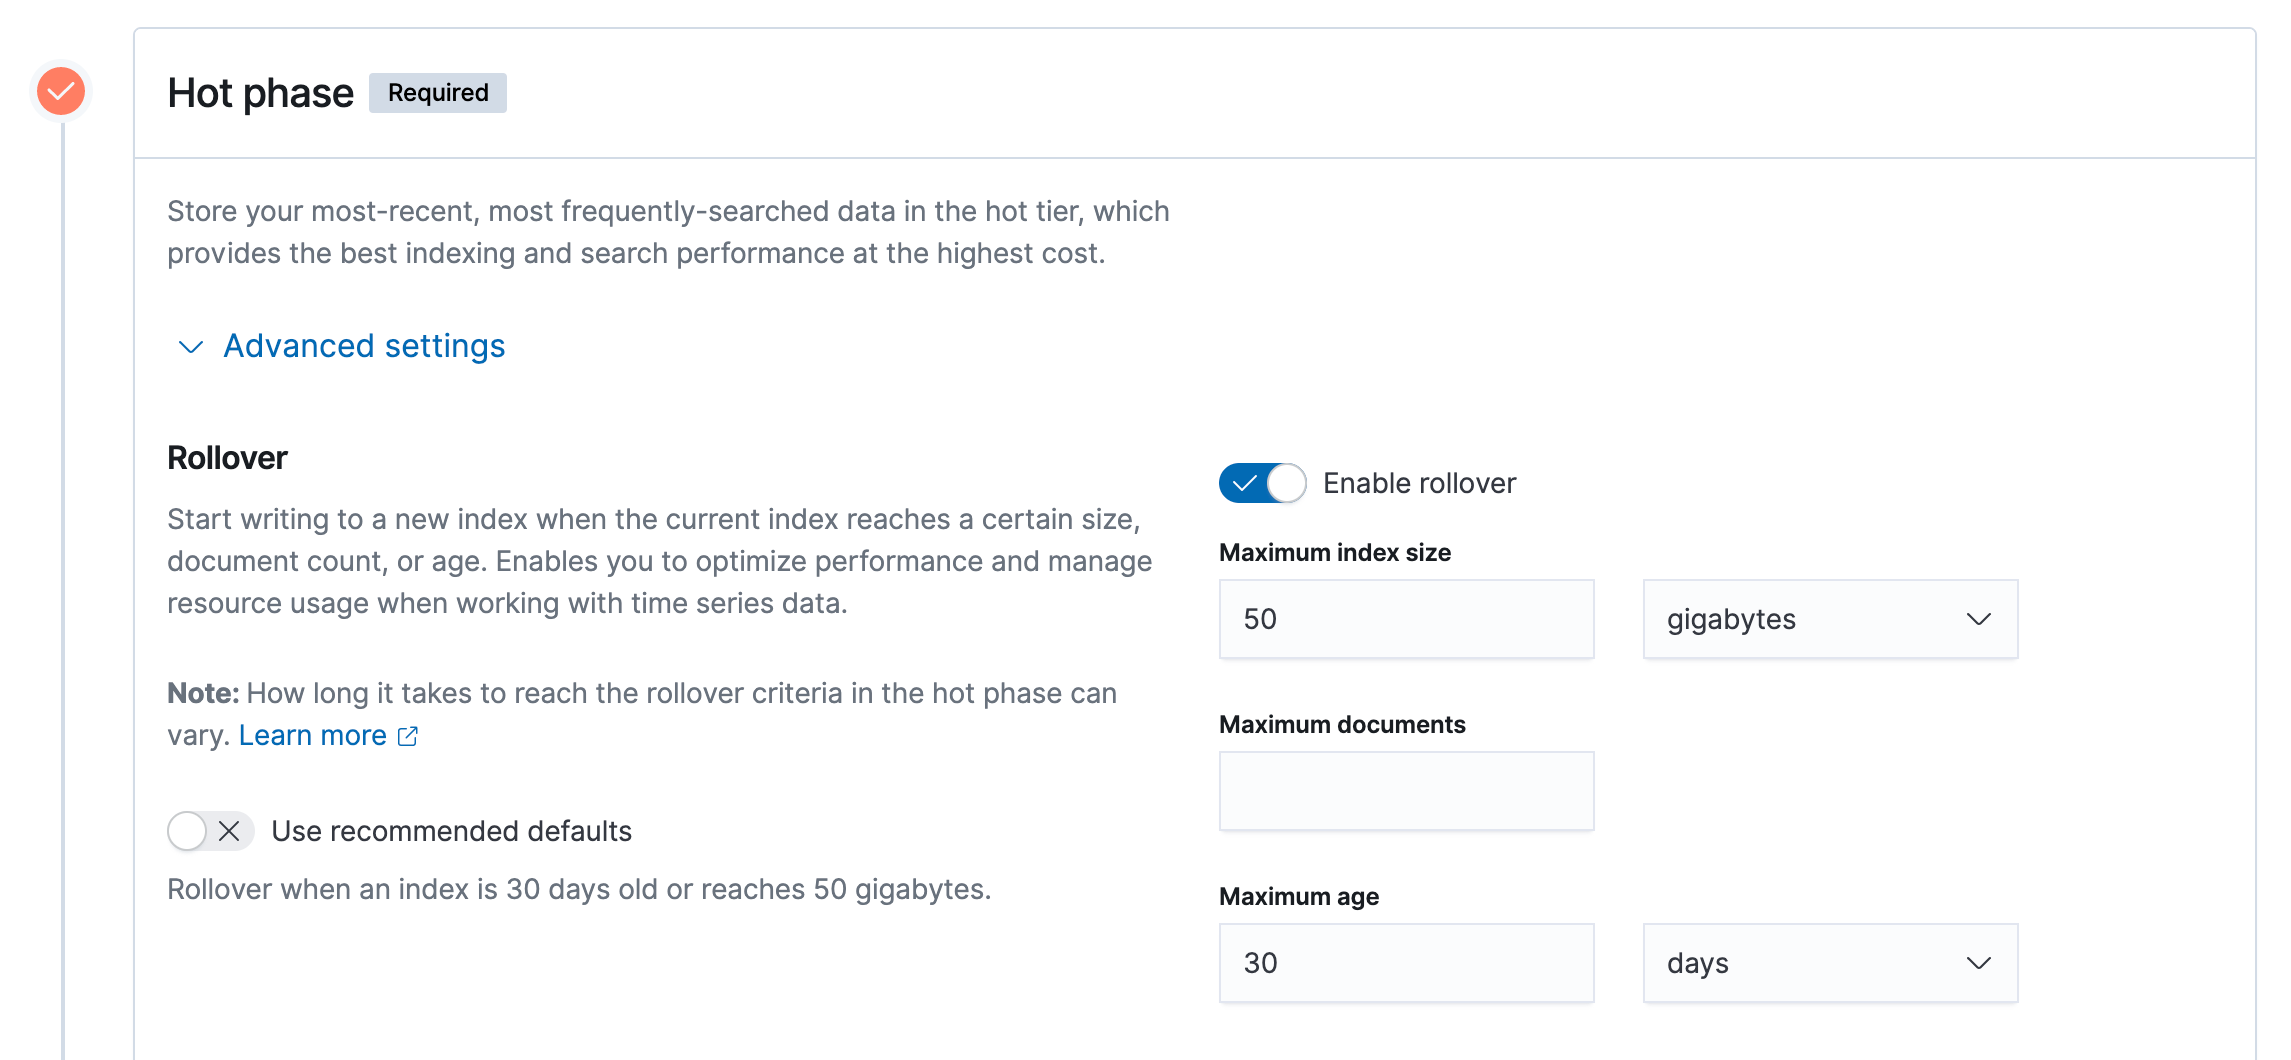 Hot phase Required
Store your most-recent, most frequently-searched data in the hot tier, which
provides the best indexing and search performance at the highest cost.
Advanced settings
Rollover
Start writing to a new index when the current index reaches a certain size,
document count, or age. Enables you to optimize performance and manage
resource usage when working with time series data.
Note: How long it takes to reach the rollover criteria in the hot phase can
vary. Learn more
Use recommended defaults
Rollover when an index is 30 days old or reaches 50 gigabytes.
Enable rollover
Maximum index size
50 gigabytes
Maximum documents
Maximum age
30 days